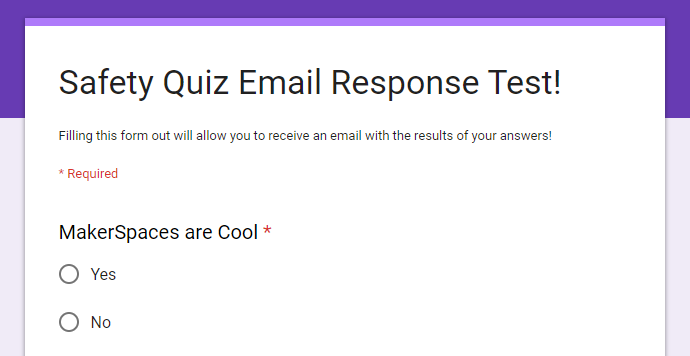 Safety Quiz Email Response Test!
Filling this form out will allow you to receive an email with the results of your answers!
* Required
MakerSpaces are Cool *
Yes
No